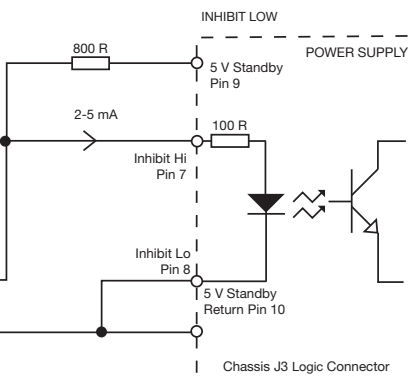 INHIBIT LOW
POWER SUPPLY
800 R
5 V Standby
Pin 9
2-5 mA
100 R
Inhibit Hi
Pin 7
Inhibit Lo
Pin 8
5 V Standby
Return Pin 10
Chassis J3 Logic Connector